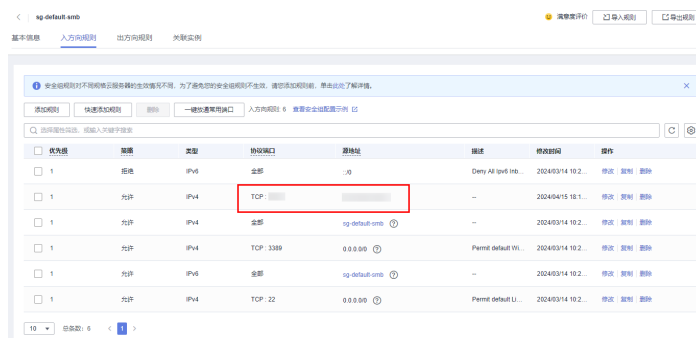 sg-default-smb
满意度评价 导入规则 导出规则
基本信息 入方向规则 出方向规则 关联实例
安全组规则对不同规格云服务器的生效情况不同，为了避免您的安全组规则不生效，请您添加规则前，单击此处了解详情。
添加规则 快速添加规则 删除 一键放通常用端口 入方向规则: 6 查看安全组配置示例
选择属性筛选，或输入关键字搜索
优先级 策略 类型 协议端口 源地址 描述 修改时间 操作
1 拒绝 IPv6 全部 ::/0 Deny All Ipv6 Inb... 2024/03/14 10:2... 修改 复制 删除
1 允许 IPv4 TCP : -- 2024/04/15 18:1... 修改 复制 删除
1 允许 IPv4 全部 sg-default-smb -- 2024/03/14 10:2... 修改 复制 删除
1 允许 IPv4 TCP : 3389 0.0.0.0/0 Permit default Wi... 2024/03/14 10:2... 修改 复制 删除
1 允许 IPv6 全部 sg-default-smb -- 2024/03/14 10:2... 修改 复制 删除
1 允许 IPv4 TCP : 22 0.0.0.0/0 Permit default Li... 2024/03/14 10:2... 修改 复制 删除
10 总条数: 6 1